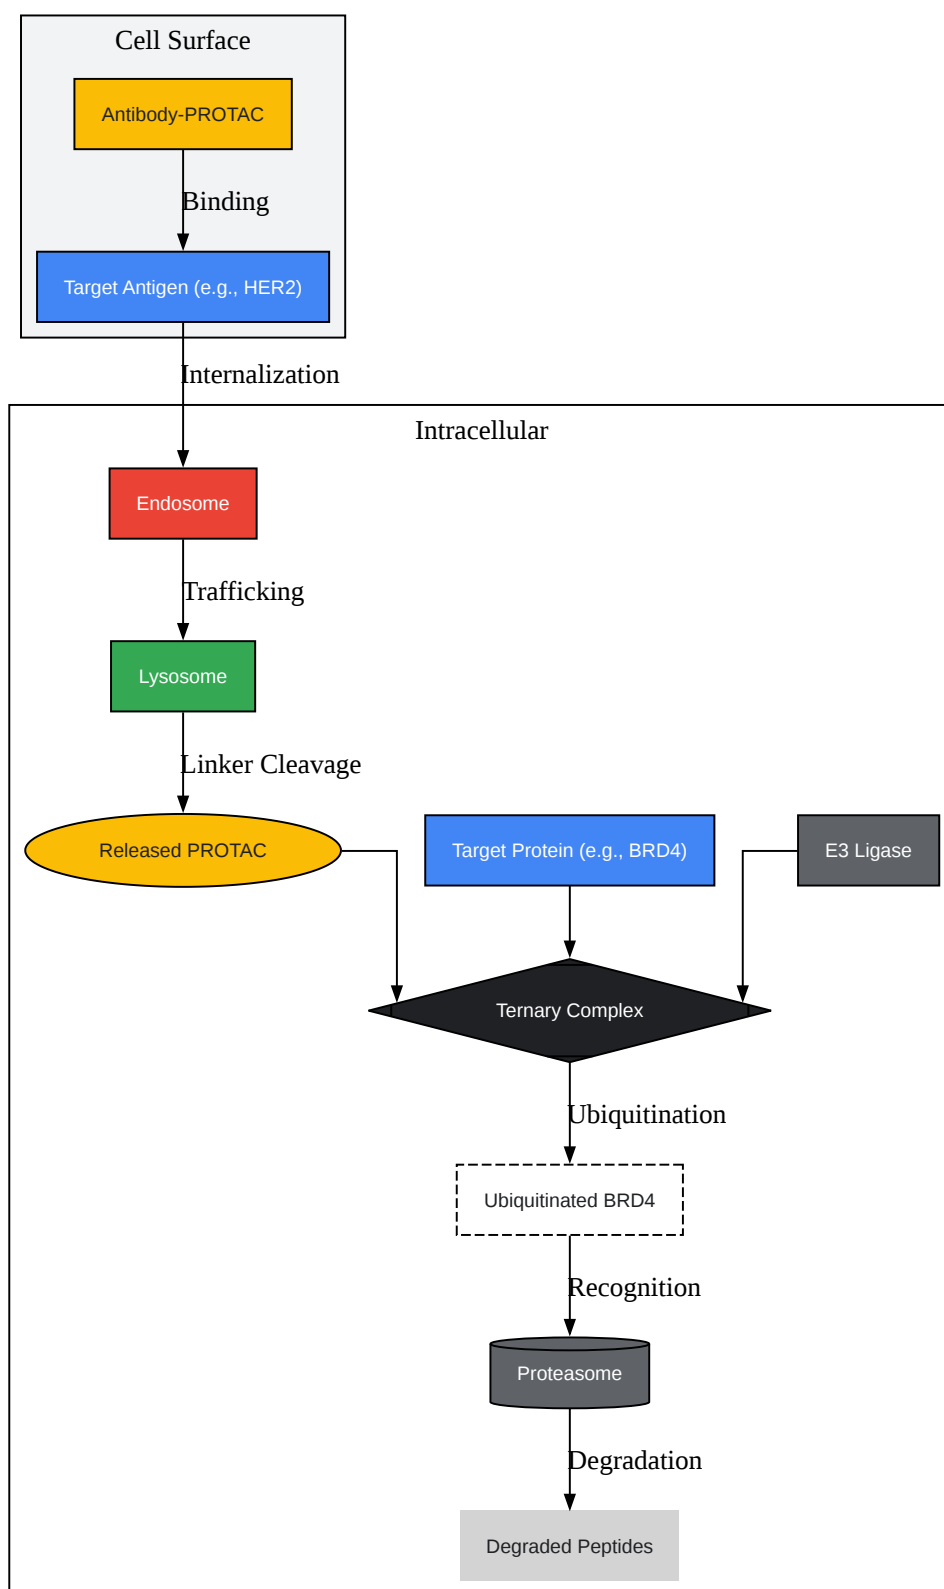 Cell Surface
Antibody-PROTAC
Binding
Target Antigen (e.g., HER2)
Internalization
Intracellular
Endosome
Trafficking
Lysosome
Linker Cleavage
Released PROTAC
Target Protein (e.g., BRD4)
E3 Ligase
Ternary Complex
Ubiquitination
Ubiquitinated BRD4
Recognition
Proteasome
Degradation
Degraded Peptides